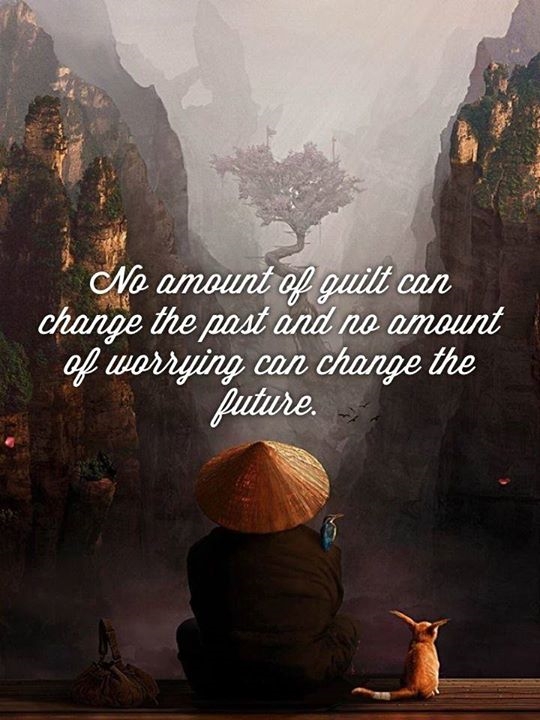 No amount of guilt can
change the past and no amount
of worrying can change the
future.